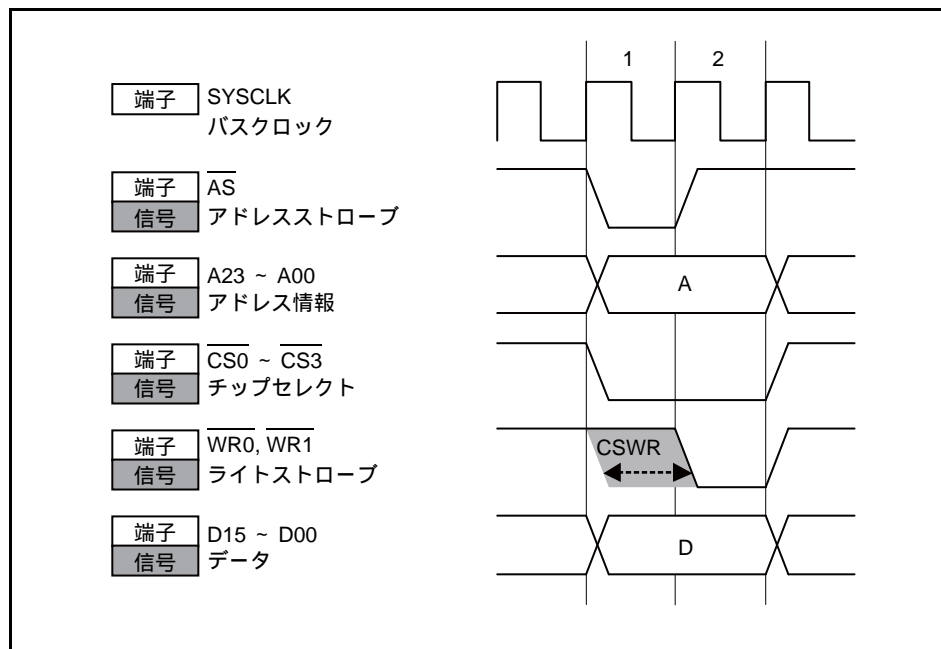 1 2
端子 SYSCLK
バスクロック
端子 AS
信号 アドレスストローブ
端子 A23 ~ A00
信号 アドレス情報
A
端子 CS0 ~ CS3
信号 チップセレクト
端子 WR0, WR1
信号 ライトストローブ
CSWR
端子 D15 ~ D00
信号 データ
D